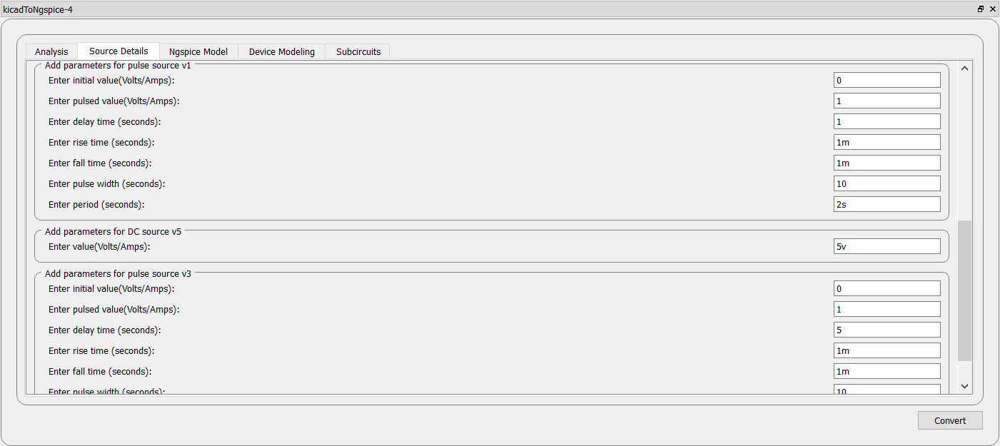 kicadToNgspice-4
Analysis Source Details Ngspice Model Device Modeling Subcircuits
Add parameters for pulse source v1
Enter initial value(Volts/Amps): 0
Enter pulsed value(Volts/Amps): 1
Enter delay time (seconds): 1
Enter rise time (seconds): 1m
Enter fall time (seconds): 1m
Enter pulse width (seconds): 10
Enter period (seconds): 2s
Add parameters for DC source v5
Enter value(Volts/Amps): 5v
Add parameters for pulse source v3
Enter initial value(Volts/Amps): 0
Enter pulsed value(Volts/Amps): 1
Enter delay time (seconds): 5
Enter rise time (seconds): 1m
Enter fall time (seconds): 1m
Enter pulse width (seconds): 10
Convert